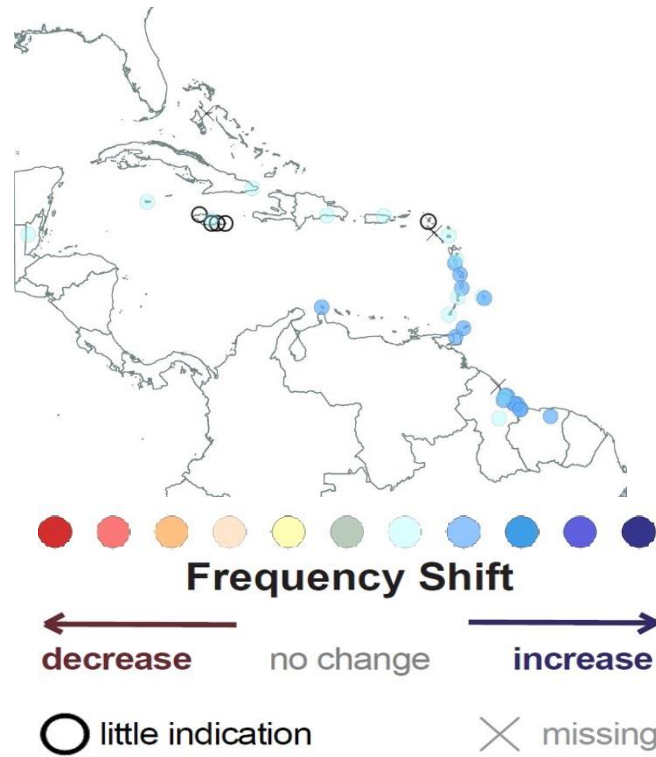 Frequency Shift
decrease no change increase
little indication missing